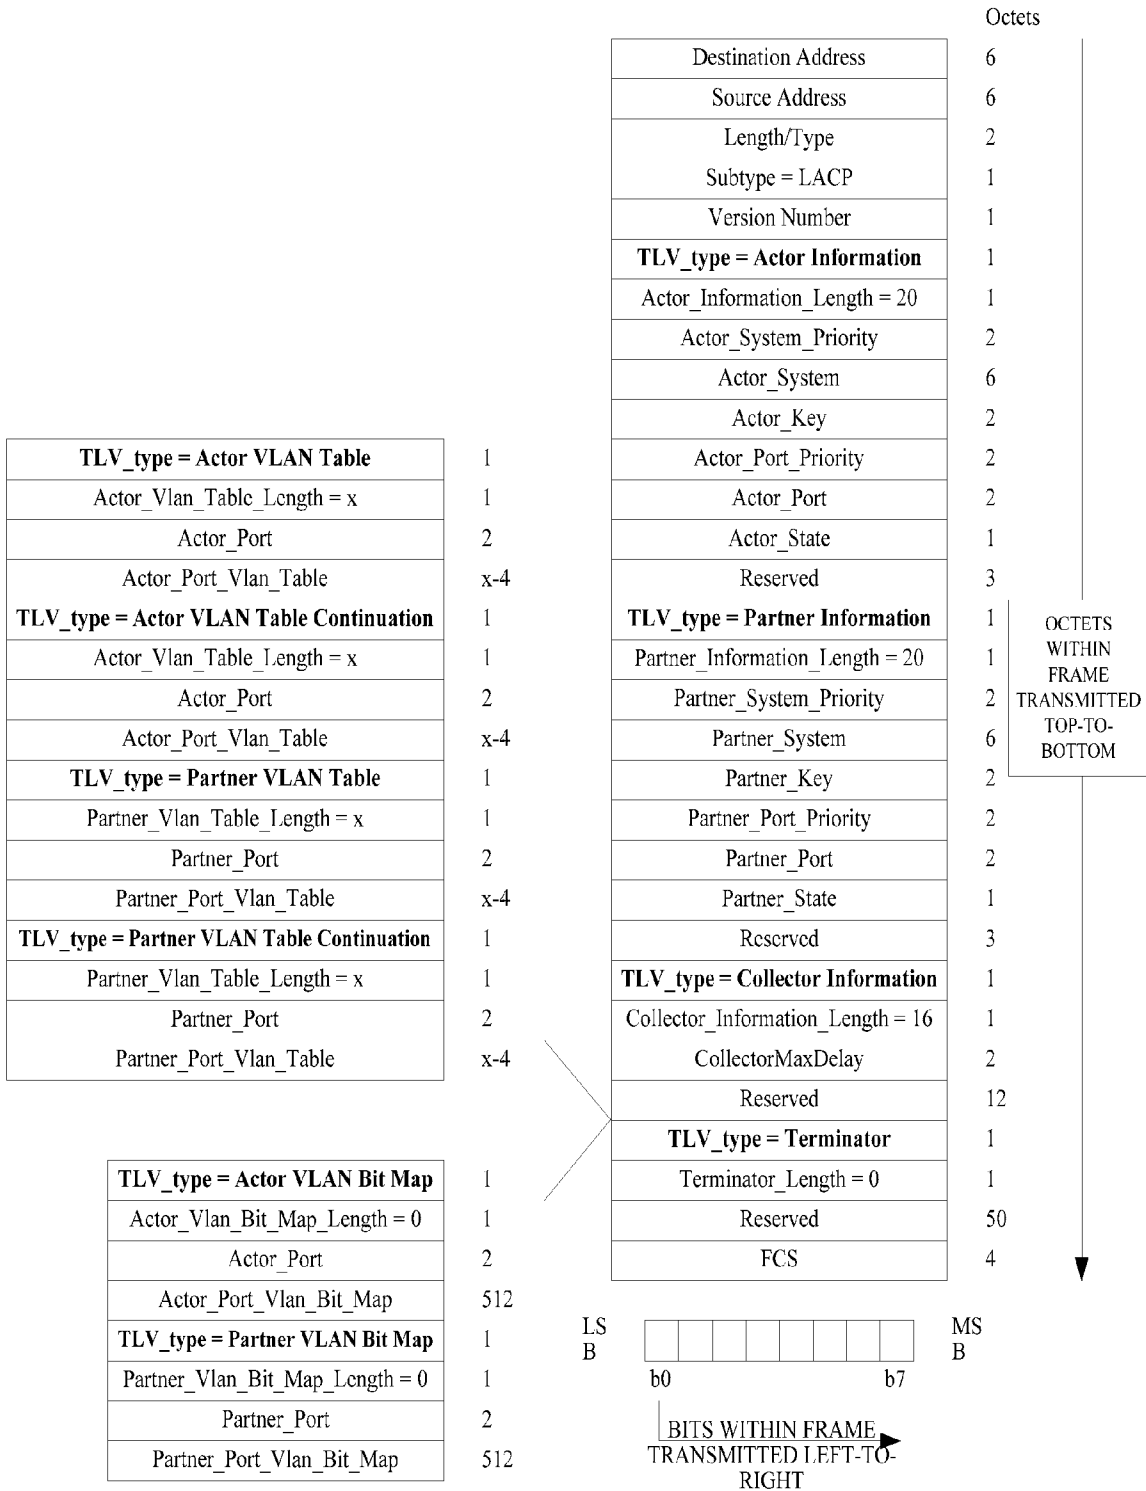 Octets
Destination Address 6
Source Address 6
Length/Type 2
Subtype = LACP 1
Version Number 1
TLV_type = Actor Information 1
Actor_Information_Length = 20 1
Actor_System_Priority 2
Actor_System 6
Actor_Key 2
Actor_Port_Priority 2
Actor_Port 2
Actor_State 1
Reserved 3
TLV_type = Partner Information 1
Partner_Information_Length = 20 1
Partner_System_Priority 2
Partner_System 6
Partner_Key 2
Partner_Port_Priority 2
Partner_Port 2
Partner_State 1
Reserved 3
TLV_type = Collector Information 1
Collector_Information_Length = 16 1
CollectorMaxDelay 2
Reserved 12
TLV_type = Terminator 1
Terminator_Length = 0 1
Reserved 50
FCS 4
OCTETS
WITHIN
FRAME
TRANSMITTED
TOP-TO-
BOTTOM
TLV_type = Actor VLAN Table 1
Actor_Vlan_Table_Length = x 1
Actor_Port 2
Actor_Port_Vlan_Table x-4
TLV_type = Actor VLAN Table Continuation 1
Actor_Vlan_Table_Length = x 1
Actor_Port 2
Actor_Port_Vlan_Table x-4
TLV_type = Partner VLAN Table 1
Partner_Vlan_Table_Length = x 1
Partner_Port 2
Partner_Port_Vlan_Table x-4
TLV_type = Partner VLAN Table Continuation 1
Partner_Vlan_Table_Length = x 1
Partner_Port 2
Partner_Port_Vlan_Table x-4
TLV_type = Actor VLAN Bit Map 1
Actor_Vlan_Bit_Map_Length = 0 1
Actor_Port 2
Actor_Port_Vlan_Bit_Map 512
TLV_type = Partner VLAN Bit Map 1
Partner_Vlan_Bit_Map_Length = 0 1
Partner_Port 2
Partner_Port_Vlan_Bit_Map 512
LS
B
MS
B
b0 b7
BITS WITHIN FRAME
TRANSMITTED LEFT-TO-
RIGHT